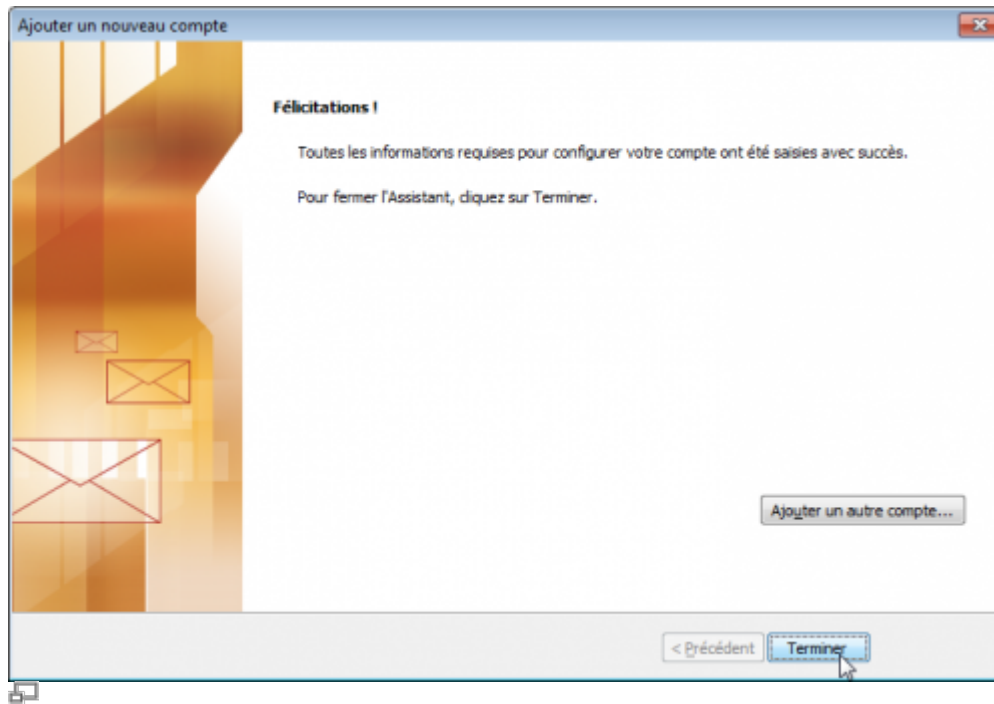 Ajouter un nouveau compte
Félicitations !
Toutes les informations requises pour configurer votre compte ont été saisies avec succès.
Pour fermer l'Assistant, cliquez sur Terminer.
Ajouter un autre compte...
< Précédent
Terminer